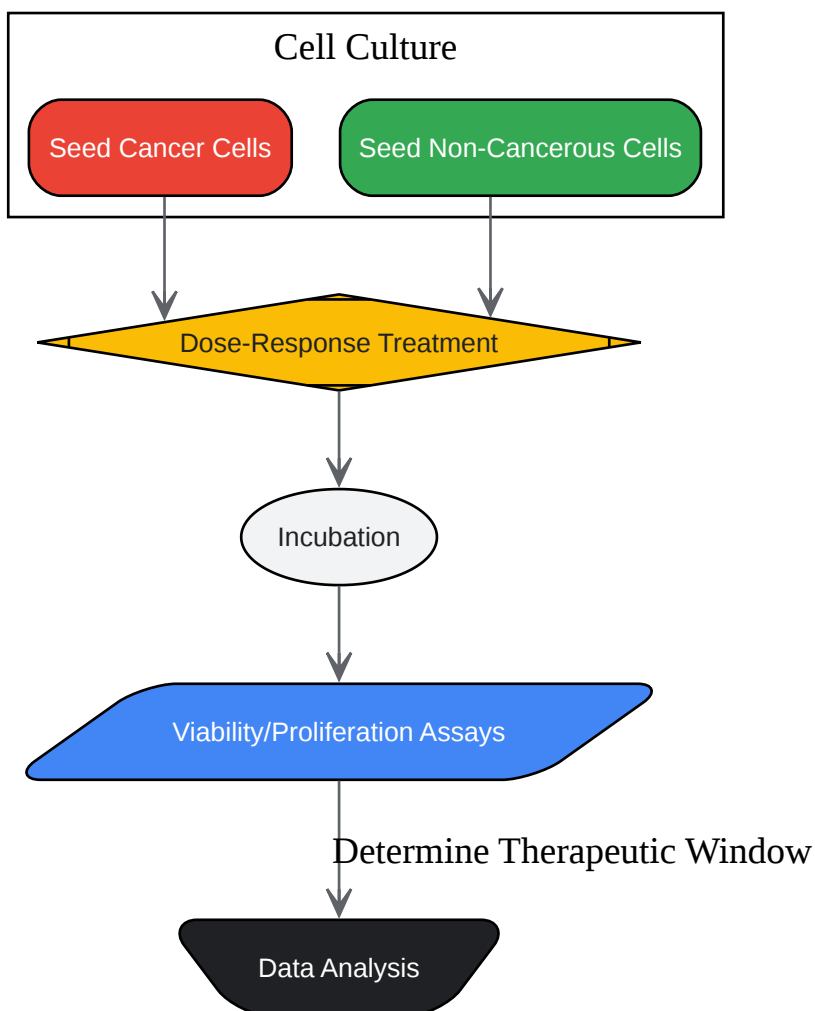 Cell Culture
Seed Cancer Cells
Seed Non-Cancerous Cells
Dose-Response Treatment
Incubation
Viability/Proliferation Assays
Determine Therapeutic Window
Data Analysis